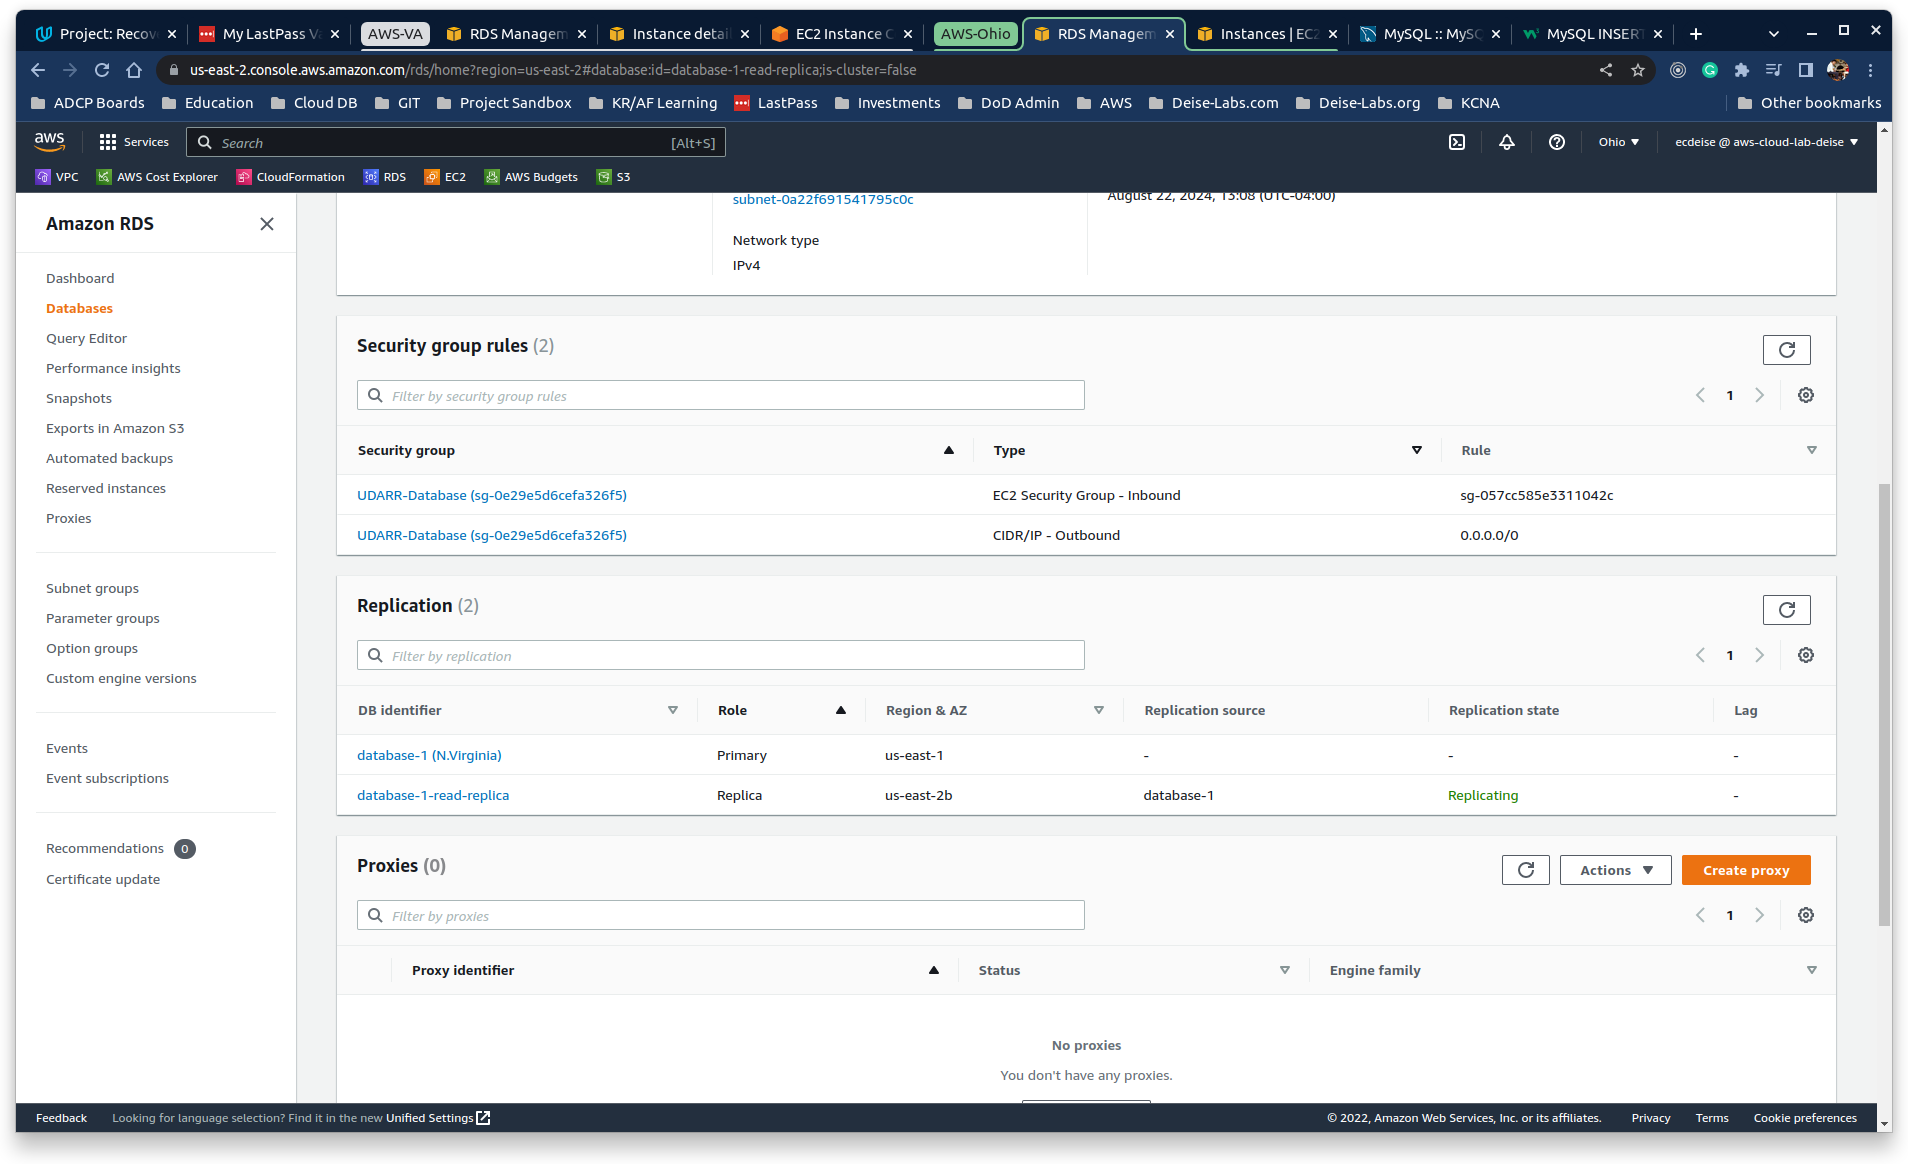 Project: Recov
My LastPass Va
AWS-VA
RDS Managem
Instance detail
EC2 Instance C
AWS-Ohio
RDS Managem
Instances | EC2
MySQL :: MySQ
MySQL INSERT
us-east-2.console.aws.amazon.com/rds/home?region=us-east-2#database:id=database-1-read-replica;is-cluster=false
ADCP Boards
Education
Cloud DB
GIT
Project Sandbox
KR/AF Learning
LastPass
Investments
DoD Admin
AWS
Deise-Labs.com
Deise-Labs.org
KCNA
Other bookmarks
aws
Services
Search
[Alt+S]
Ohio
ecdeise @ aws-cloud-lab-deise
VPC
AWS Cost Explorer
CloudFormation
RDS
EC2
AWS Budgets
S3
Amazon RDS
Dashboard
Databases
Query Editor
Performance insights
Snapshots
Exports in Amazon S3
Automated backups
Reserved instances
Proxies
Subnet groups
Parameter groups
Option groups
Custom engine versions
Events
Event subscriptions
Recommendations 0
Certificate update
subnet-0a22f691541795c0c
August 22, 2024, 13:08 (UTC-04:00)
Network type
IPv4
Security group rules (2)
Filter by security group rules
1
Security group Type Rule
UDARR-Database (sg-0e29e5d6cefa326f5) EC2 Security Group - Inbound sg-057cc585e3311042c
UDARR-Database (sg-0e29e5d6cefa326f5) CIDR/IP - Outbound 0.0.0.0/0
Replication (2)
Filter by replication
1
DB identifier Role Region & AZ Replication source Replication state Lag
database-1 (N.Virginia) Primary us-east-1 - - -
database-1-read-replica Replica us-east-2b database-1 Replicating -
Proxies (0)
Actions
Create proxy
Filter by proxies
1
Proxy identifier Status Engine family
No proxies
You don't have any proxies.
Feedback
Looking for language selection? Find it in the new Unified Settings
© 2022, Amazon Web Services, Inc. or its affiliates.
Privacy
Terms
Cookie preferences